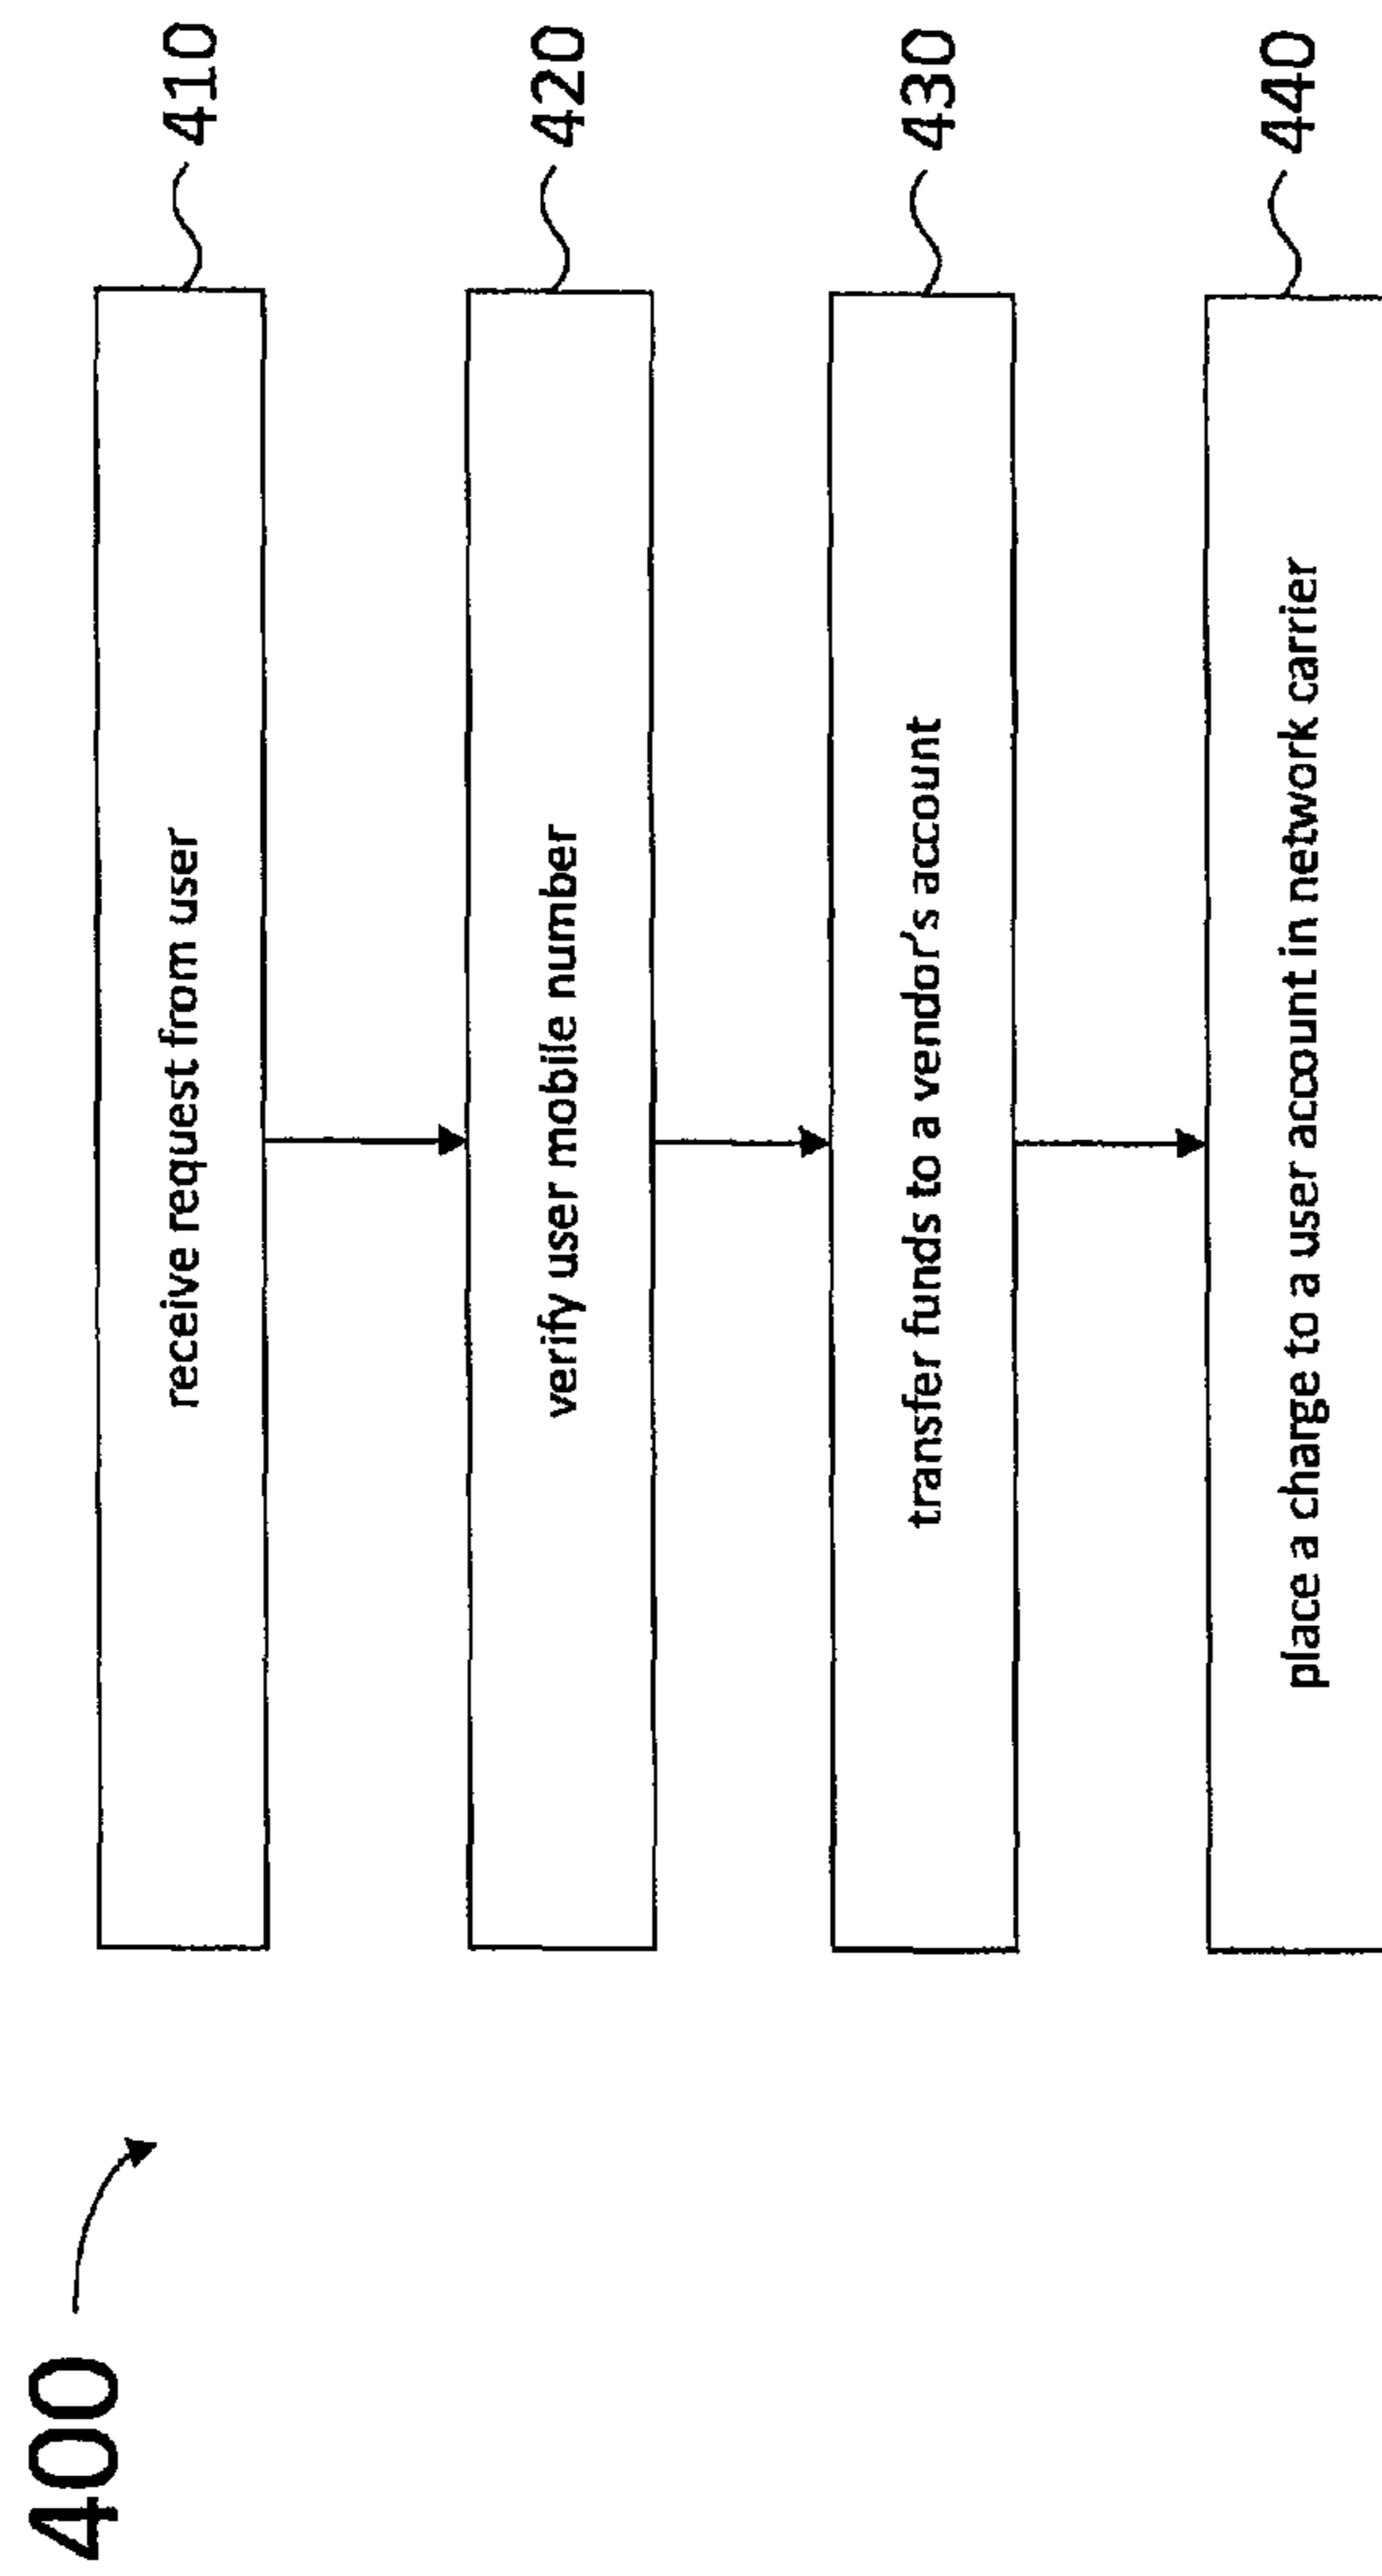 400
receive request from user
410
verify user mobile number
420
transfer funds to a vendor's account
430
place a charge to a user account in network carrier
440